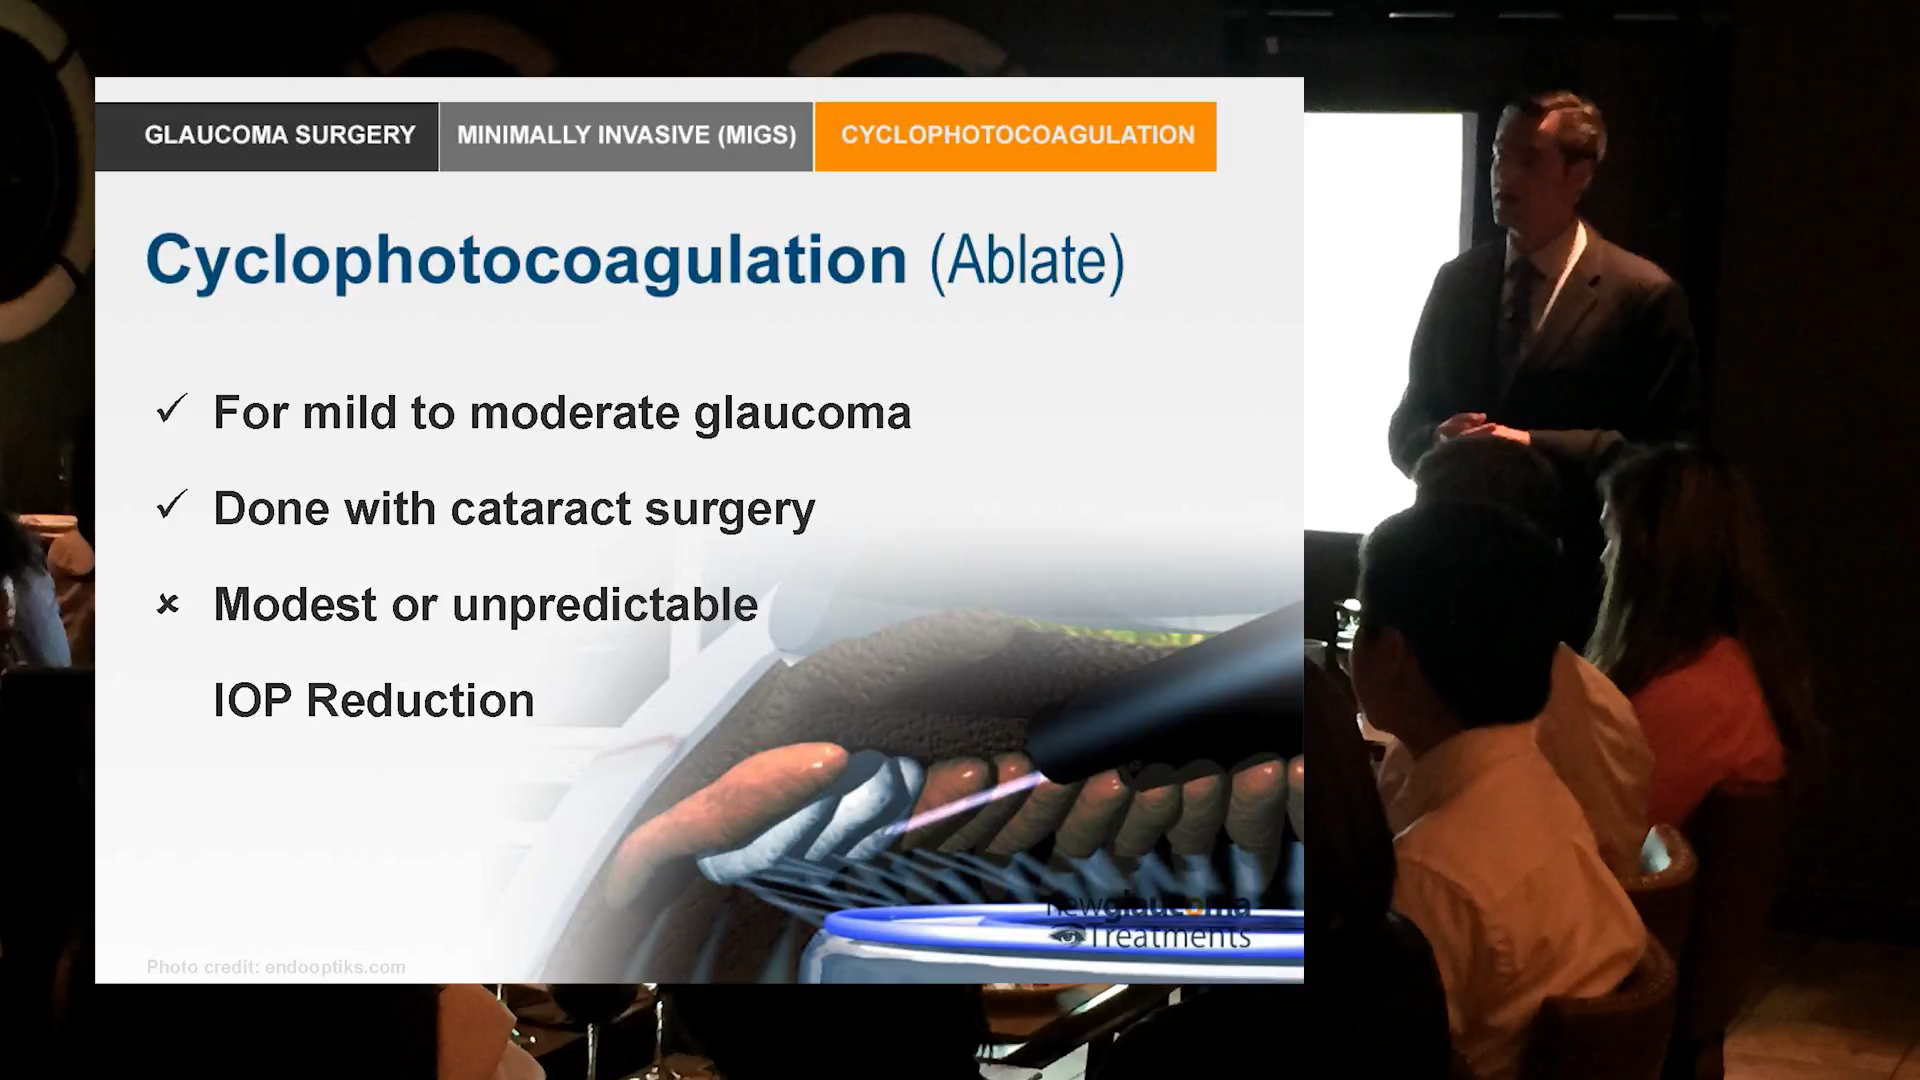 GLAUCOMA SURGERY
MINIMALLY INVASIVE (MIGS)
CYCLOPHOTOCOAGULATION
Cyclophotocoagulation (Ablate)
✓ For mild to moderate glaucoma
✓ Done with cataract surgery
× Modest or unpredictable
IOP Reduction
newglaucoma
Treatments
Photo credit: endooptiks.com